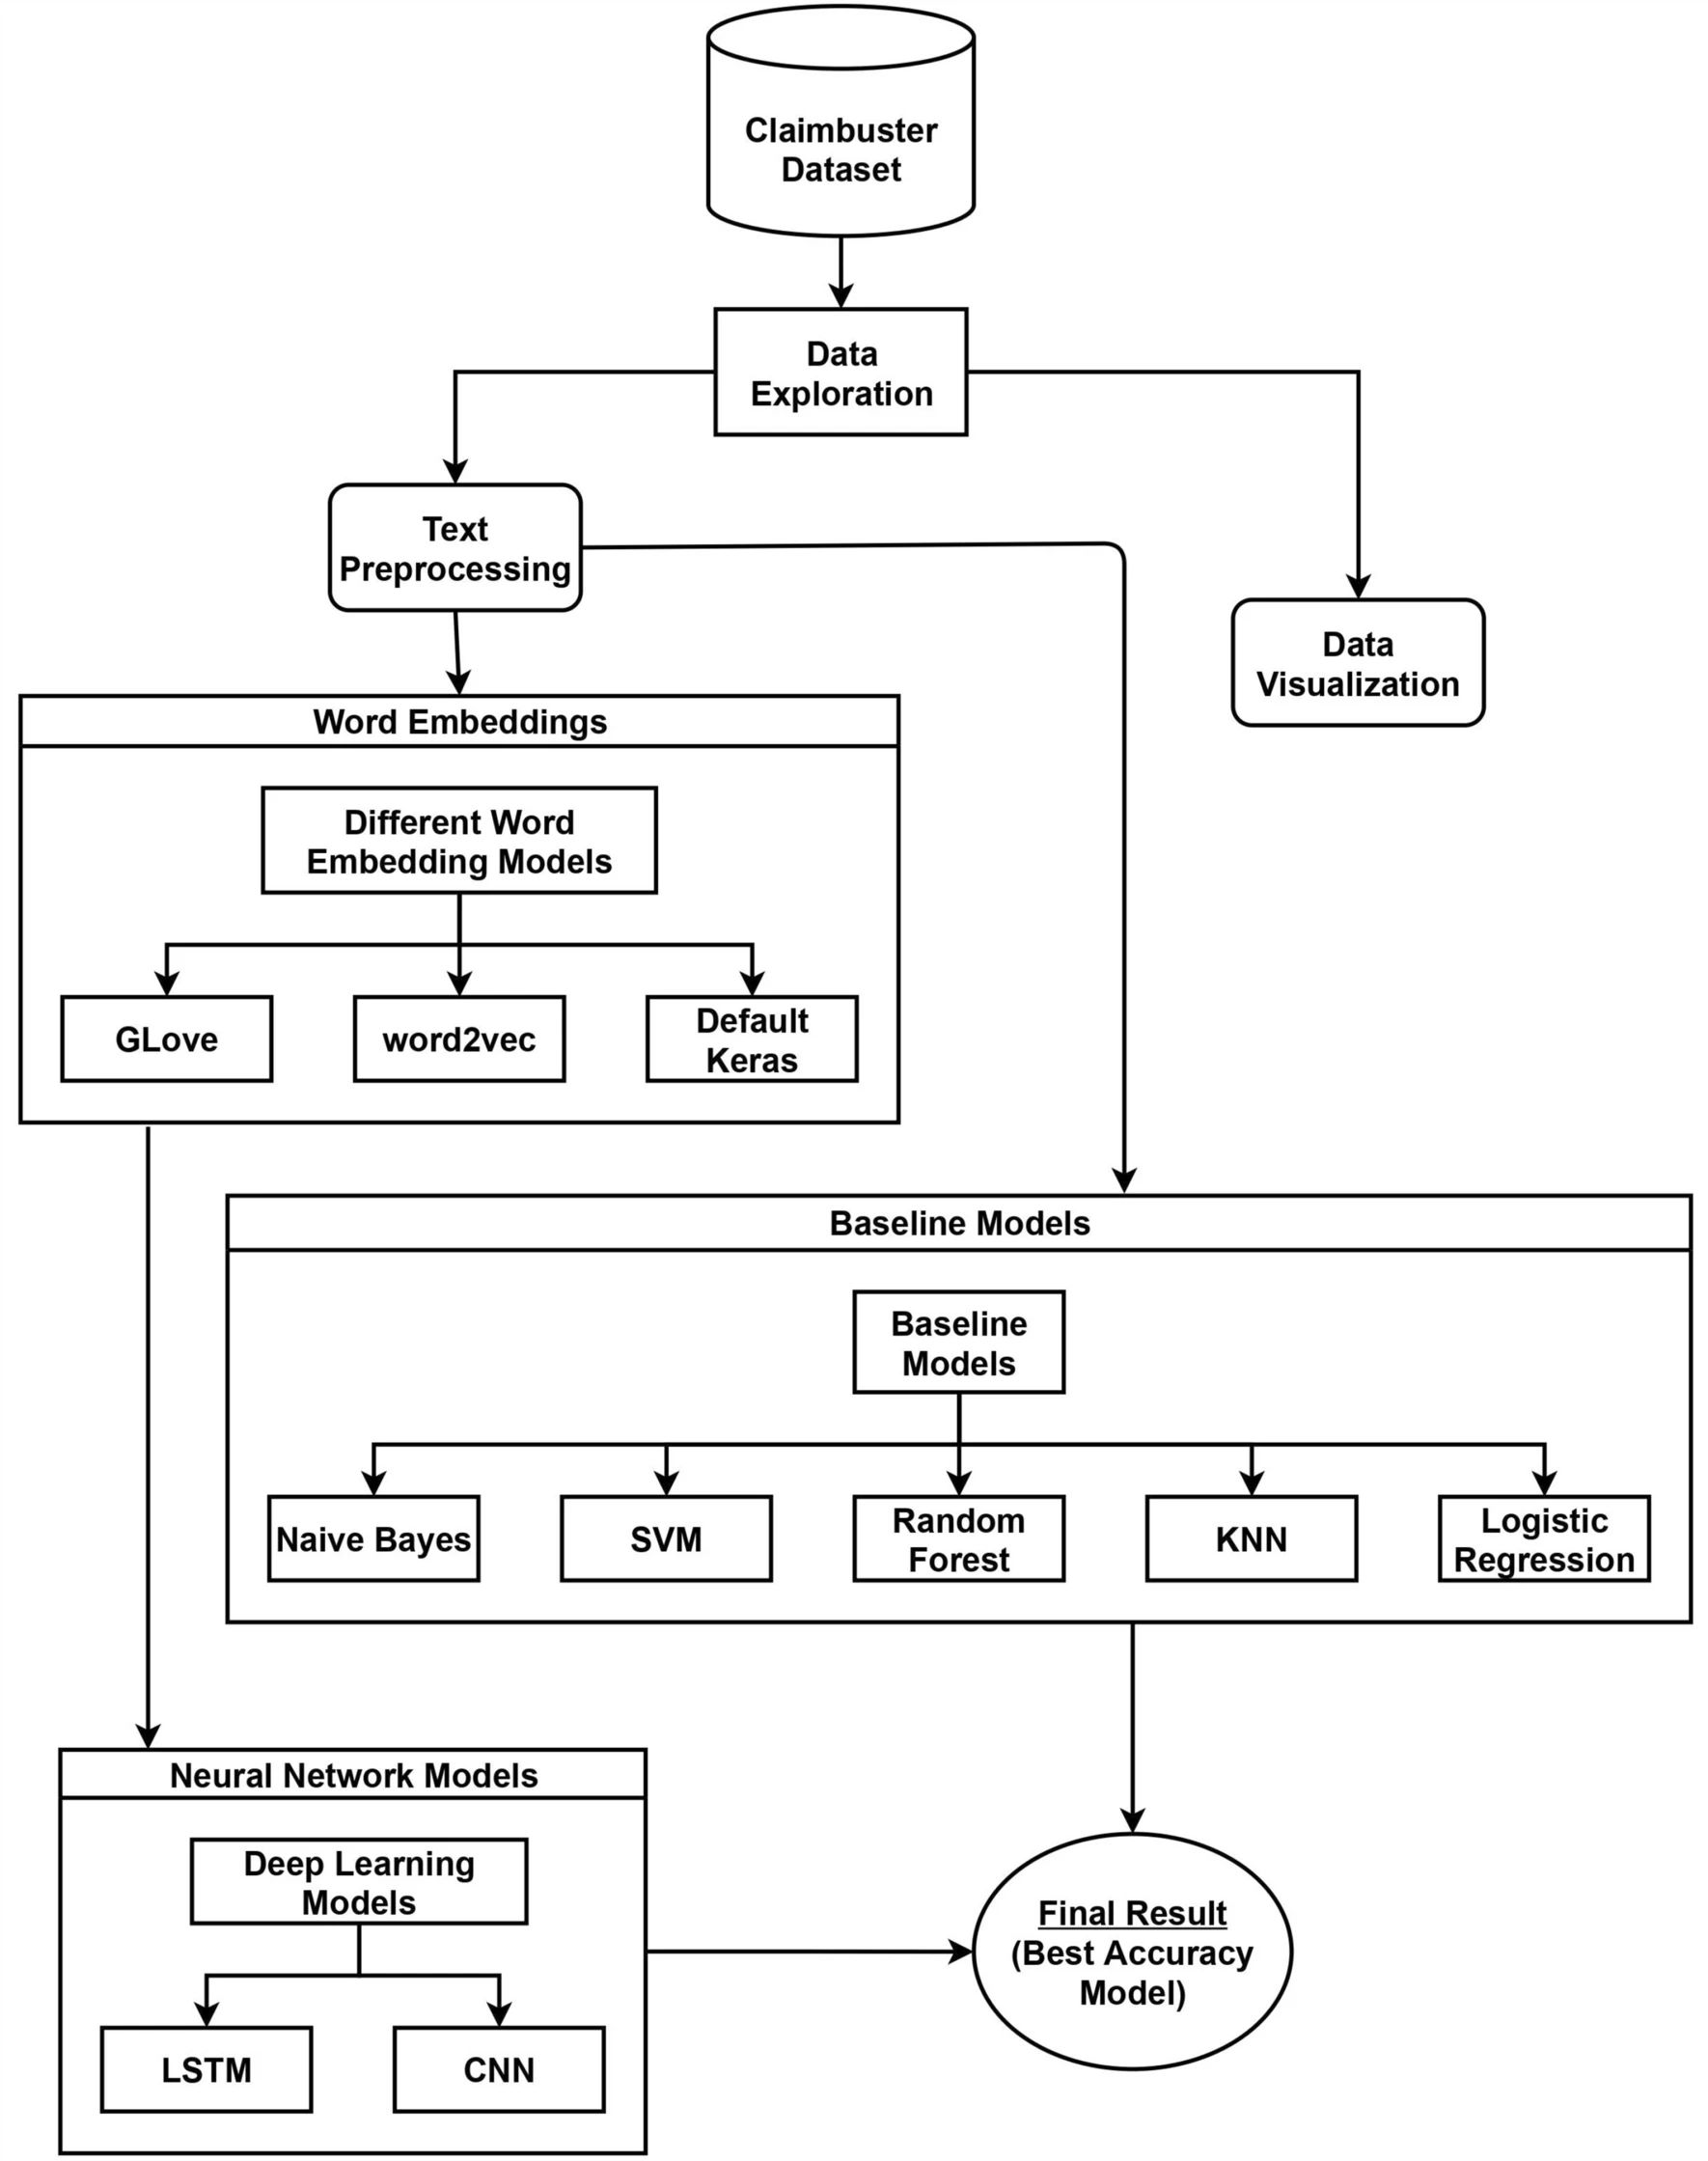 Claimbuster
Dataset
Data
Exploration
Text
Preprocessing
Data
Visualization
Word Embeddings
Different Word
Embedding Models
GLove
word2vec
Default
Keras
Baseline Models
Baseline
Models
Naive Bayes
SVM
Random
Forest
KNN
Logistic
Regression
Neural Network Models
Deep Learning
Models
LSTM
CNN
Final Result
(Best Accuracy
Model)